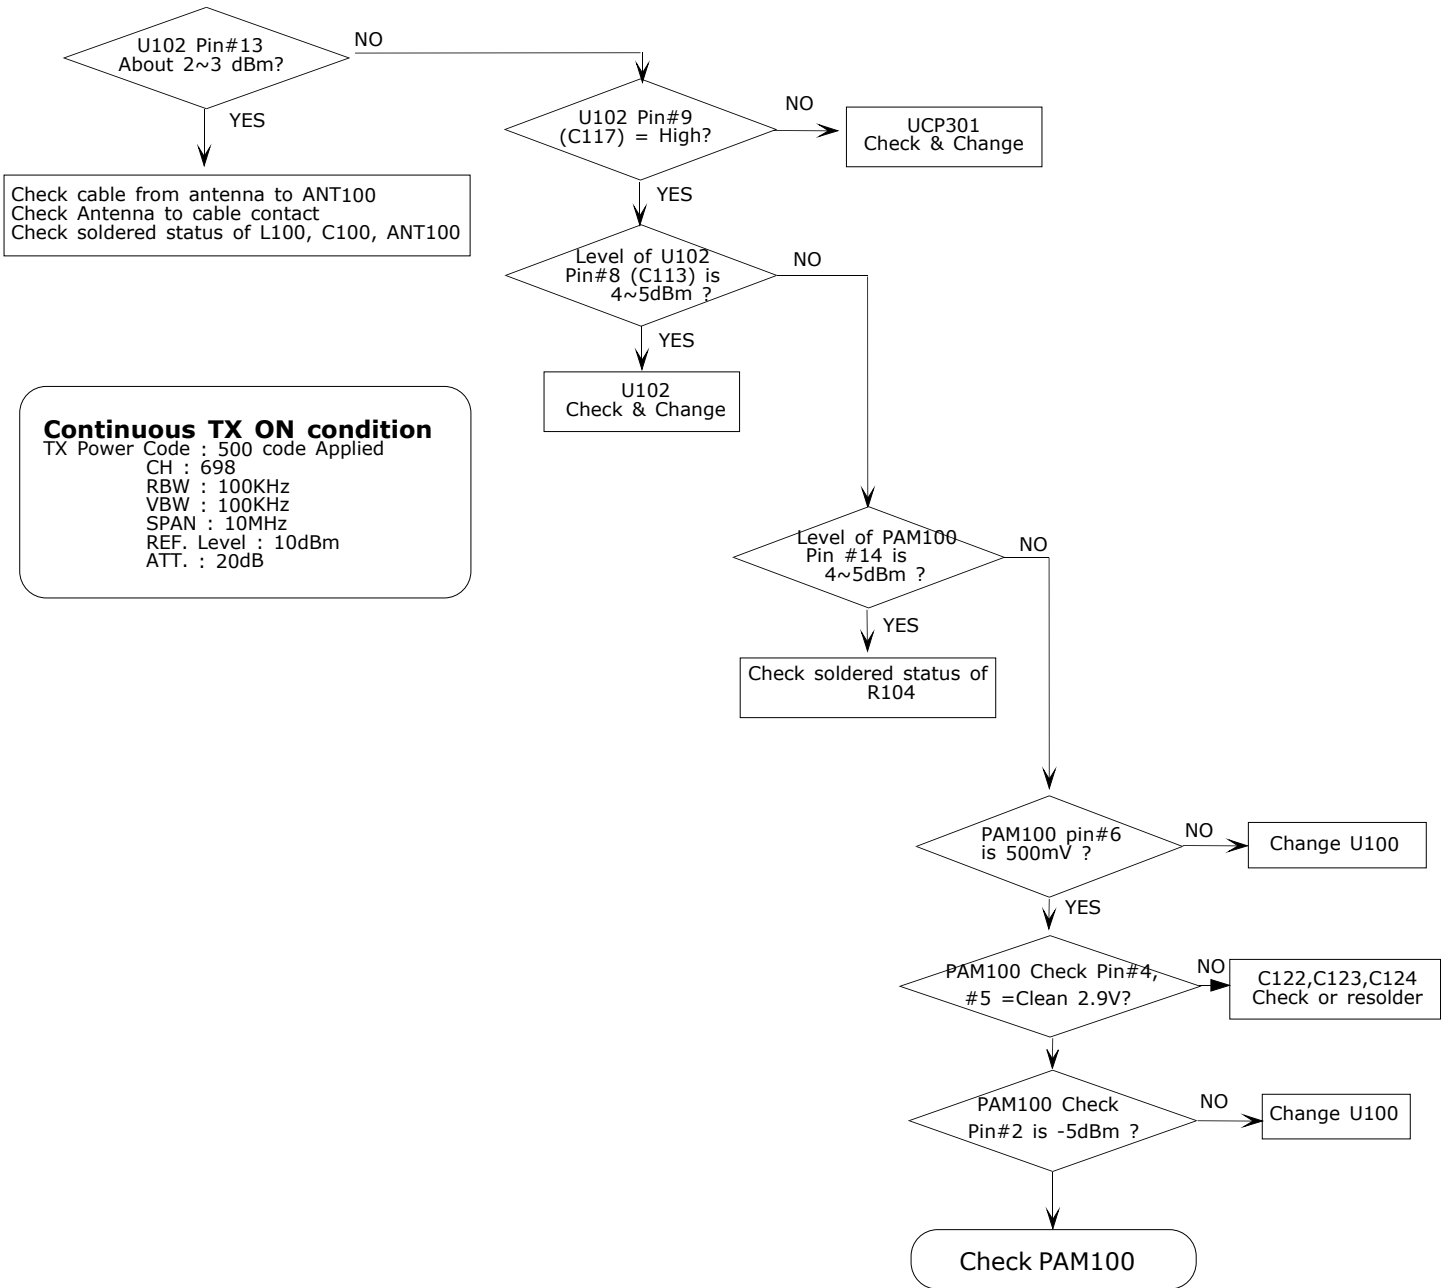 U102 Pin#13
About 2~3 dBm?
NO
YES
U102 Pin#9
(C117) = High?
NO
UCP301
Check & Change
YES
Check cable from antenna to ANT100
Check Antenna to cable contact
Check soldered status of L100, C100, ANT100
Level of U102
Pin#8 (C113) is
4~5dBm ?
NO
YES
U102
Check & Change
Continuous TX ON condition
TX Power Code : 500 code Applied
CH : 698
RBW : 100KHz
VBW : 100KHz
SPAN : 10MHz
REF. Level : 10dBm
ATT. : 20dB
Level of PAM100
Pin #14 is
4~5dBm ?
NO
YES
Check soldered status of
R104
PAM100 pin#6
is 500mV ?
NO
Change U100
YES
PAM100 Check Pin#4,
#5 =Clean 2.9V?
NO
C122,C123,C124
Check or resolder
PAM100 Check
Pin#2 is -5dBm ?
NO
Change U100
Check PAM100